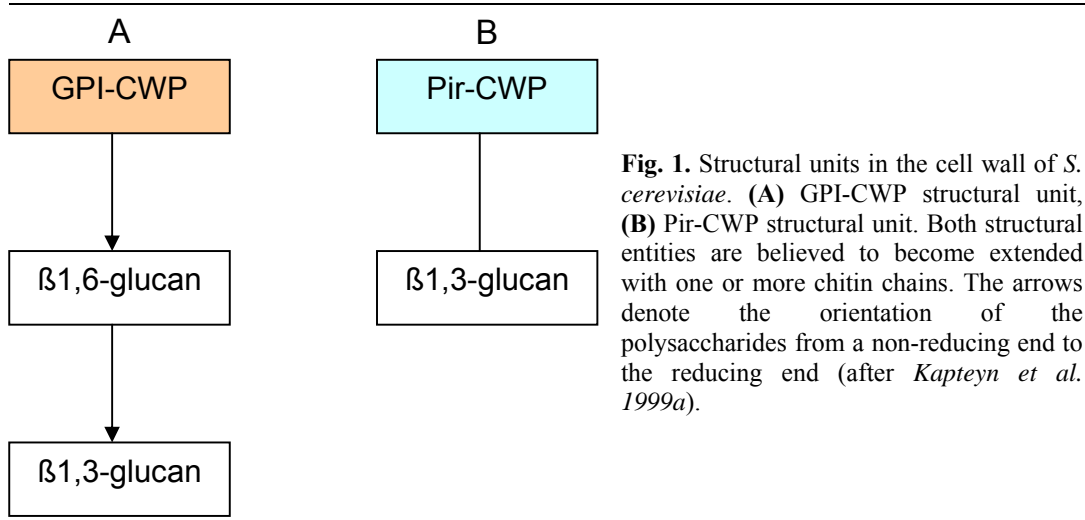 A
B
GPI-CWP
Pir-CWP
ß1,6-glucan
ß1,3-glucan
ß1,3-glucan
Fig. 1. Structural units in the cell wall of S.
cerevisiae. (A) GPI-CWP structural unit,
(B) Pir-CWP structural unit. Both structural
entities are believed to become extended
with one or more chitin chains. The arrows
denote the orientation of the
polysaccharides from a non-reducing end to
the reducing end (after Kapteyn et al.
1999a).